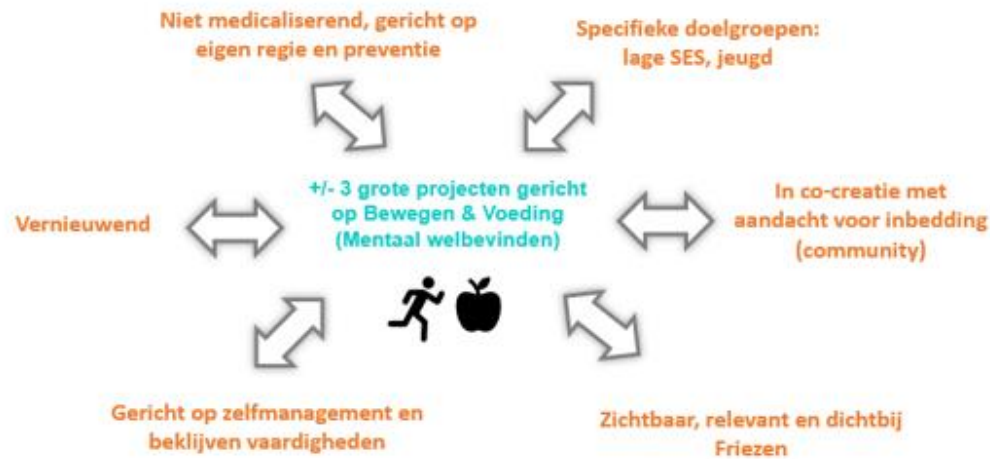 Niet medicaliserend, gericht op
eigen regie en preventie
Specifieke doelgroepen:
lage SES, jeugd
+/- 3 grote projecten gericht
op Bewegen & Voeding
(Mentaal welbevinden)
Vernieuwend
In co-creatie met
aandacht voor inbedding
(community)
Gericht op zelfmanagement en
beklijven vaardigheden
Zichtbaar, relevant en dichtbij
Friezen